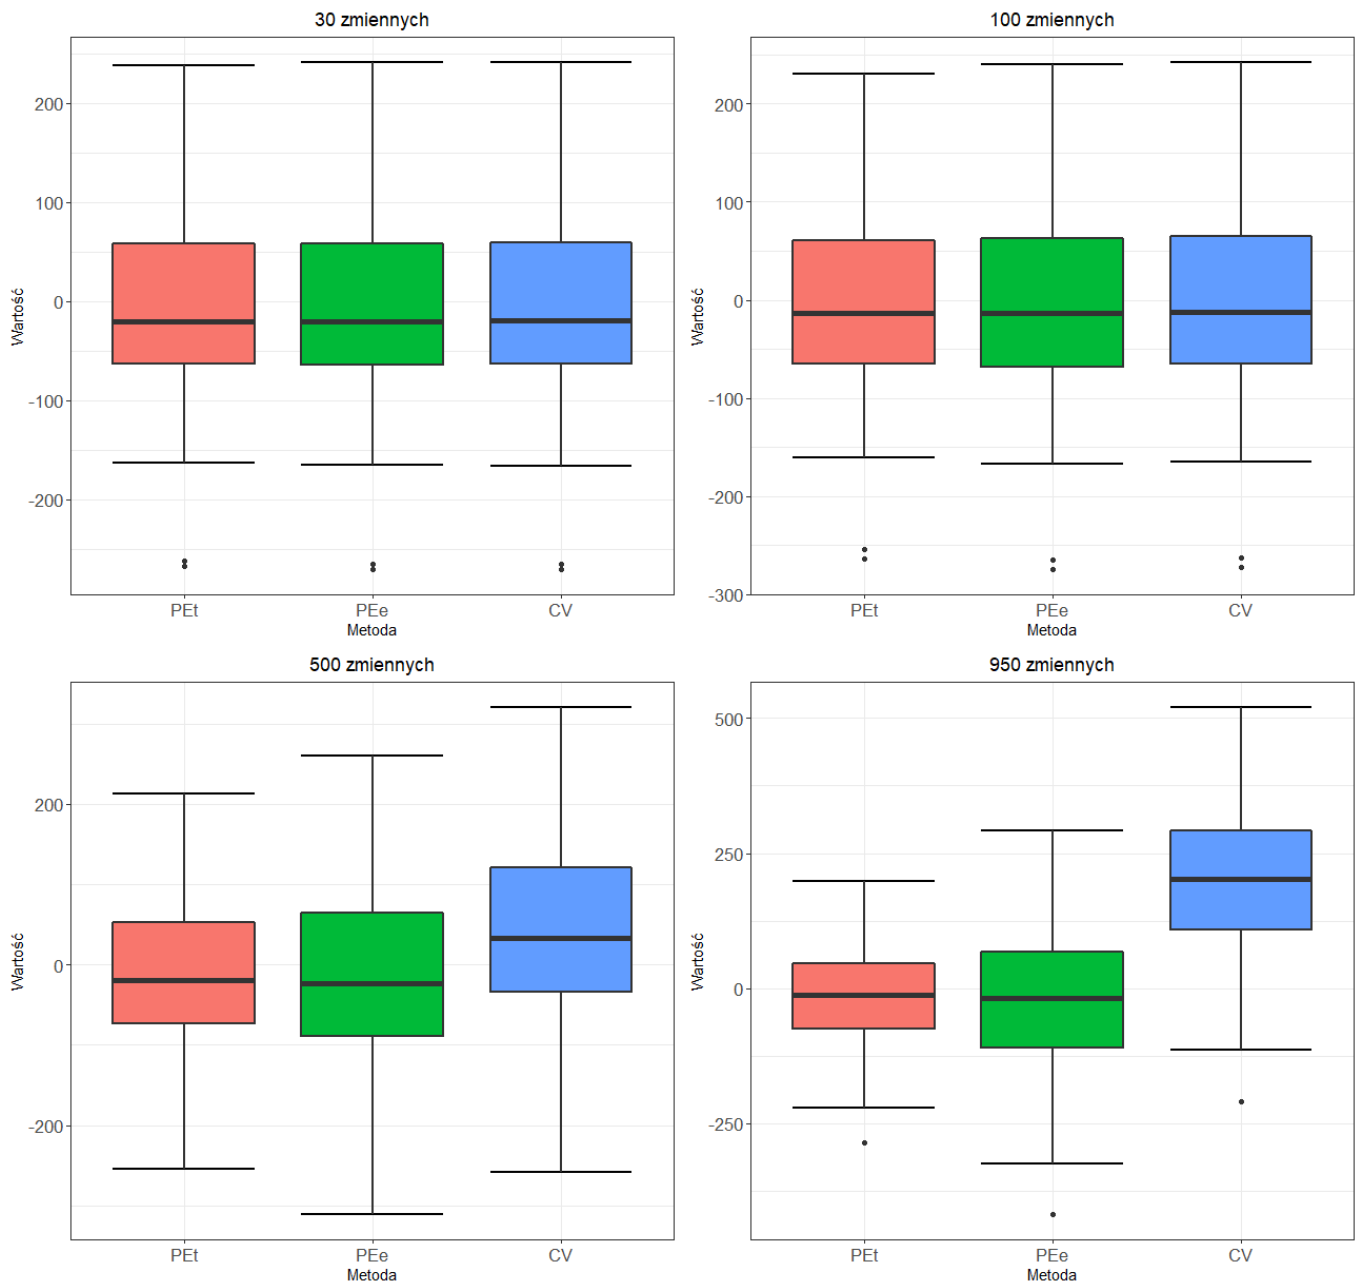 30 zmiennych
Wartość
200
100
0
-100
-200
PEt PEe CV
Metoda
100 zmiennych
Wartość
200
100
0
-100
-200
-300
PEt PEe CV
Metoda
500 zmiennych
Wartość
200
0
-200
PEt PEe CV
Metoda
950 zmiennych
Wartość
500
250
0
-250
PEt PEe CV
Metoda